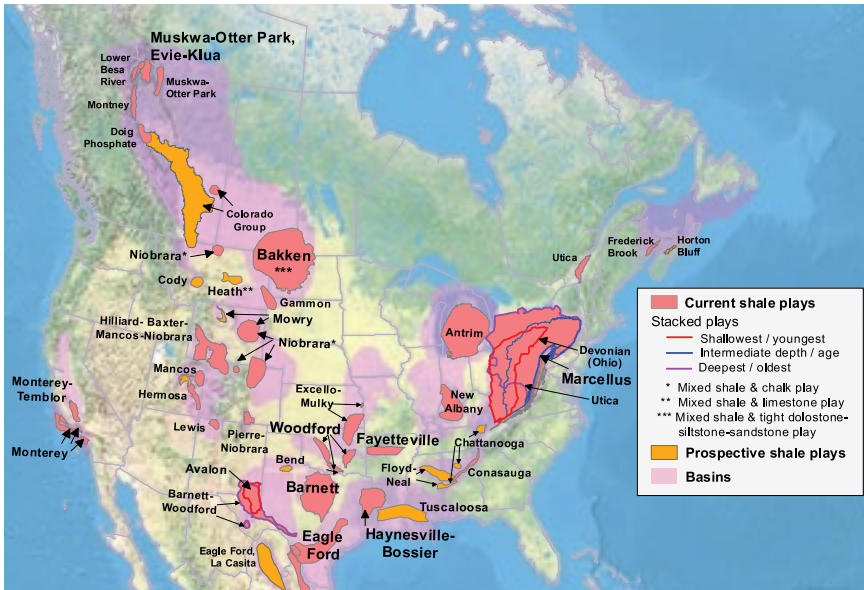 Muskwa-Otter Park,
Evie-Klua
Lower
Besa
River
Muskwa-
Otter Park
Montney
Doig
Phosphate
Colorado
Group
Niobrara*
Bakken
***
Cody
Heath**
Gammon
Mowry
Hilliard- Baxter-
Mancos-Niobrara
Niobrara*
Mancos
Hermosa
Monterey-
Temblor
Monterey
Lewis
Pierre-
Niobrara
Excello-
Mulky
Woodford
Fayetteville
Bend
Avalon
Barnett
Barnett-
Woodford
Eagle
Ford
Eagle Ford,
La Casita
Haynesville-
Bossier
Tuscaloosa
Floyd-
Neal
Conasauga
Chattanooga
New
Albany
Antrim
Utica
Frederick
Brook
Horton
Bluff
Devonian
(Ohio)
Marcellus
Utica
Current shale plays
Stacked plays
Shallowest / youngest
Intermediate depth / age
Deepest / oldest
* Mixed shale & chalk play
** Mixed shale & limestone play
*** Mixed shale & tight dolostone-
siltstone-sandstone play
Prospective shale plays
Basins